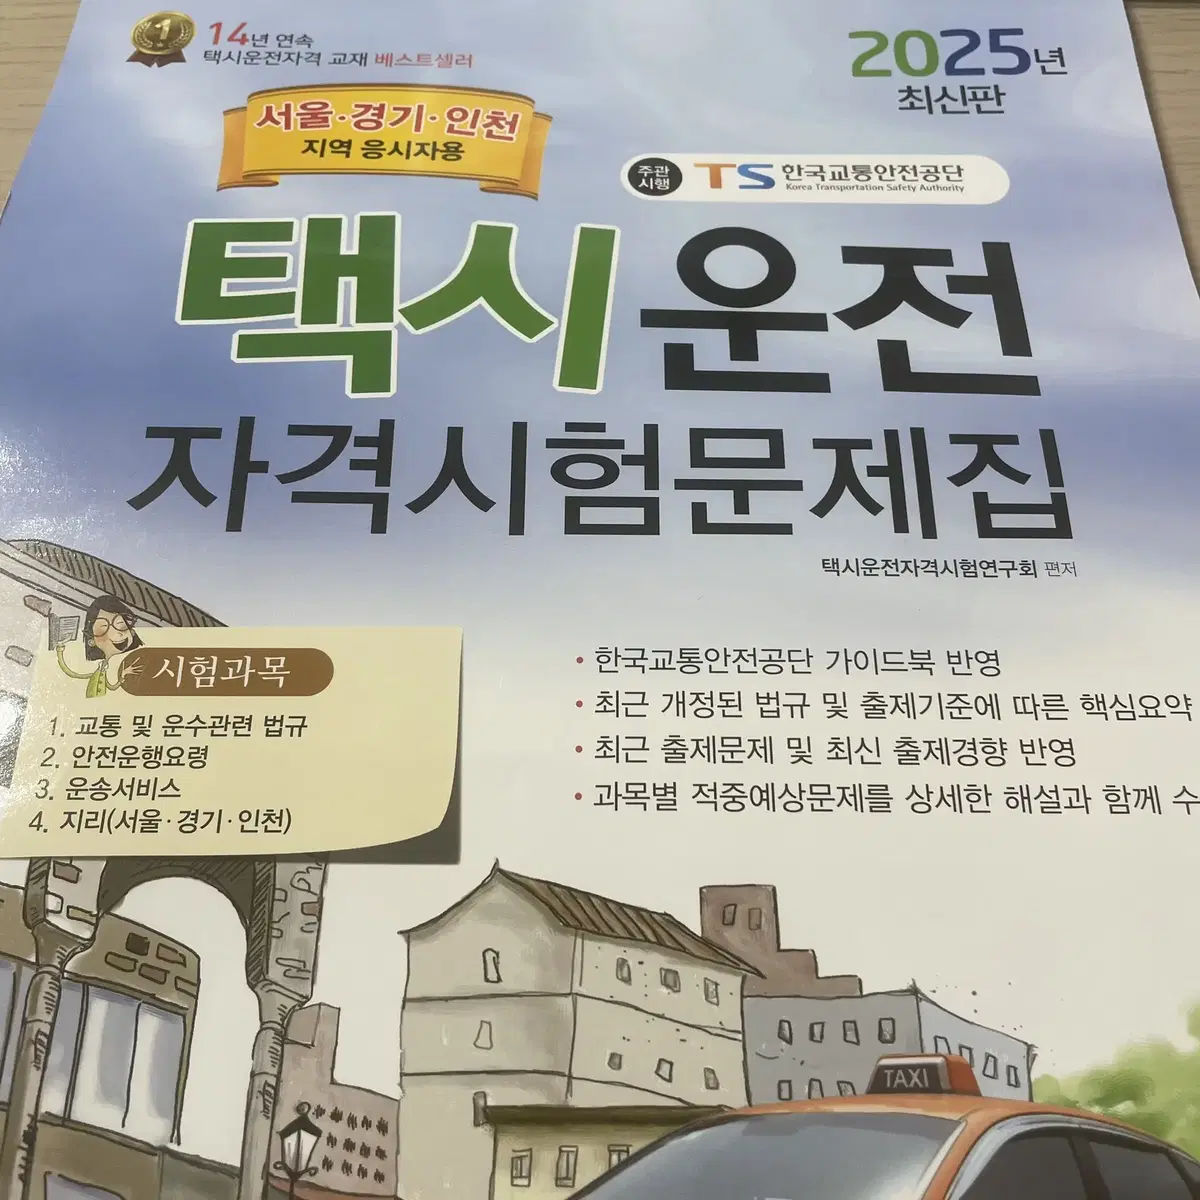 1
14년 연속
택시운전자격 교재 베스트셀러
2025년
최신판
서울·경기·인천
지역 응시자용
주관
시행
TS 한국교통안전공단
Korea Transportation Safety Authority
택시운전
자격시험문제집
택시운전자격시험연구회 편저
시험과목
1. 교통 및 운수관련 법규
2. 안전운행요령
3. 운송서비스
4. 지리(서울·경기·인천)
• 한국교통안전공단 가이드북 반영
• 최근 개정된 법규 및 출제기준에 따른 핵심요약
• 최근 출제문제 및 최신 출제경향 반영
• 과목별 적중예상문제를 상세한 해설과 함께 수
TAXI